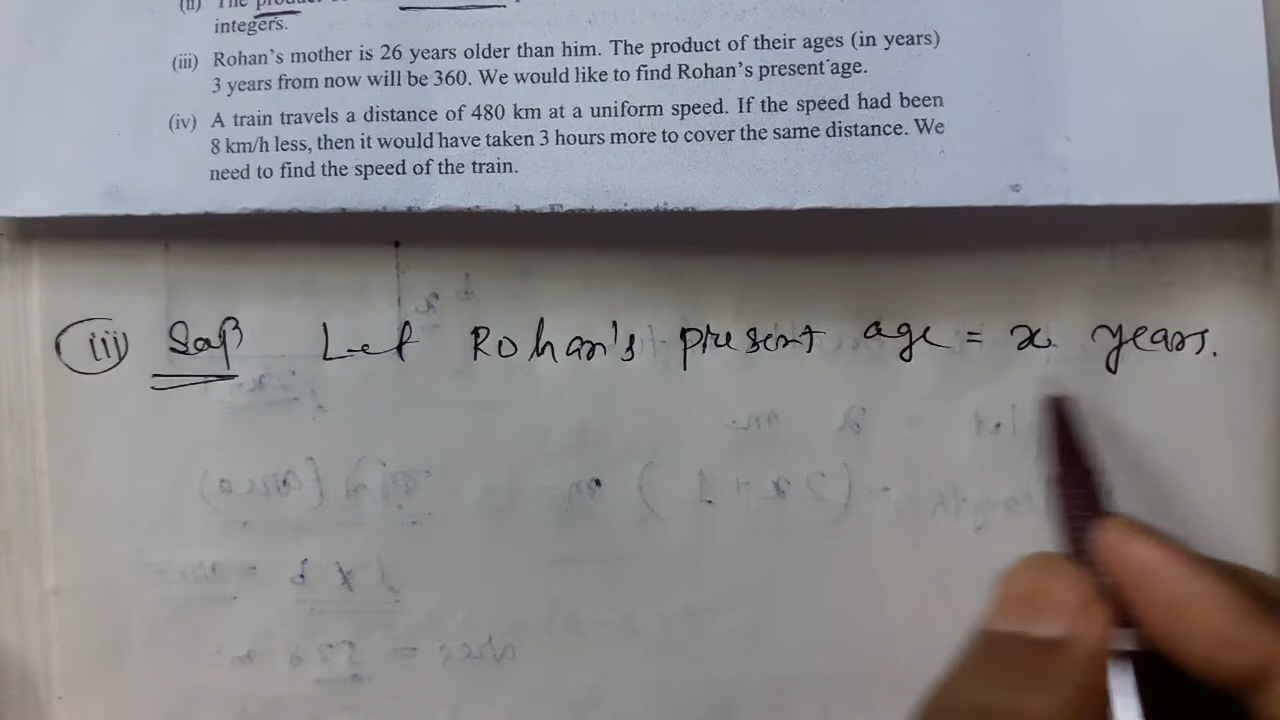 (ii) The product
integers.
(iii) Rohan's mother is 26 years older than him. The product of their ages (in years)
3 years from now will be 360. We would like to find Rohan's present age.
(iv) A train travels a distance of 480 km at a uniform speed. If the speed had been
8 km/h less, then it would have taken 3 hours more to cover the same distance. We
need to find the speed of the train.
(iii) Let Rohan's present age = x years.